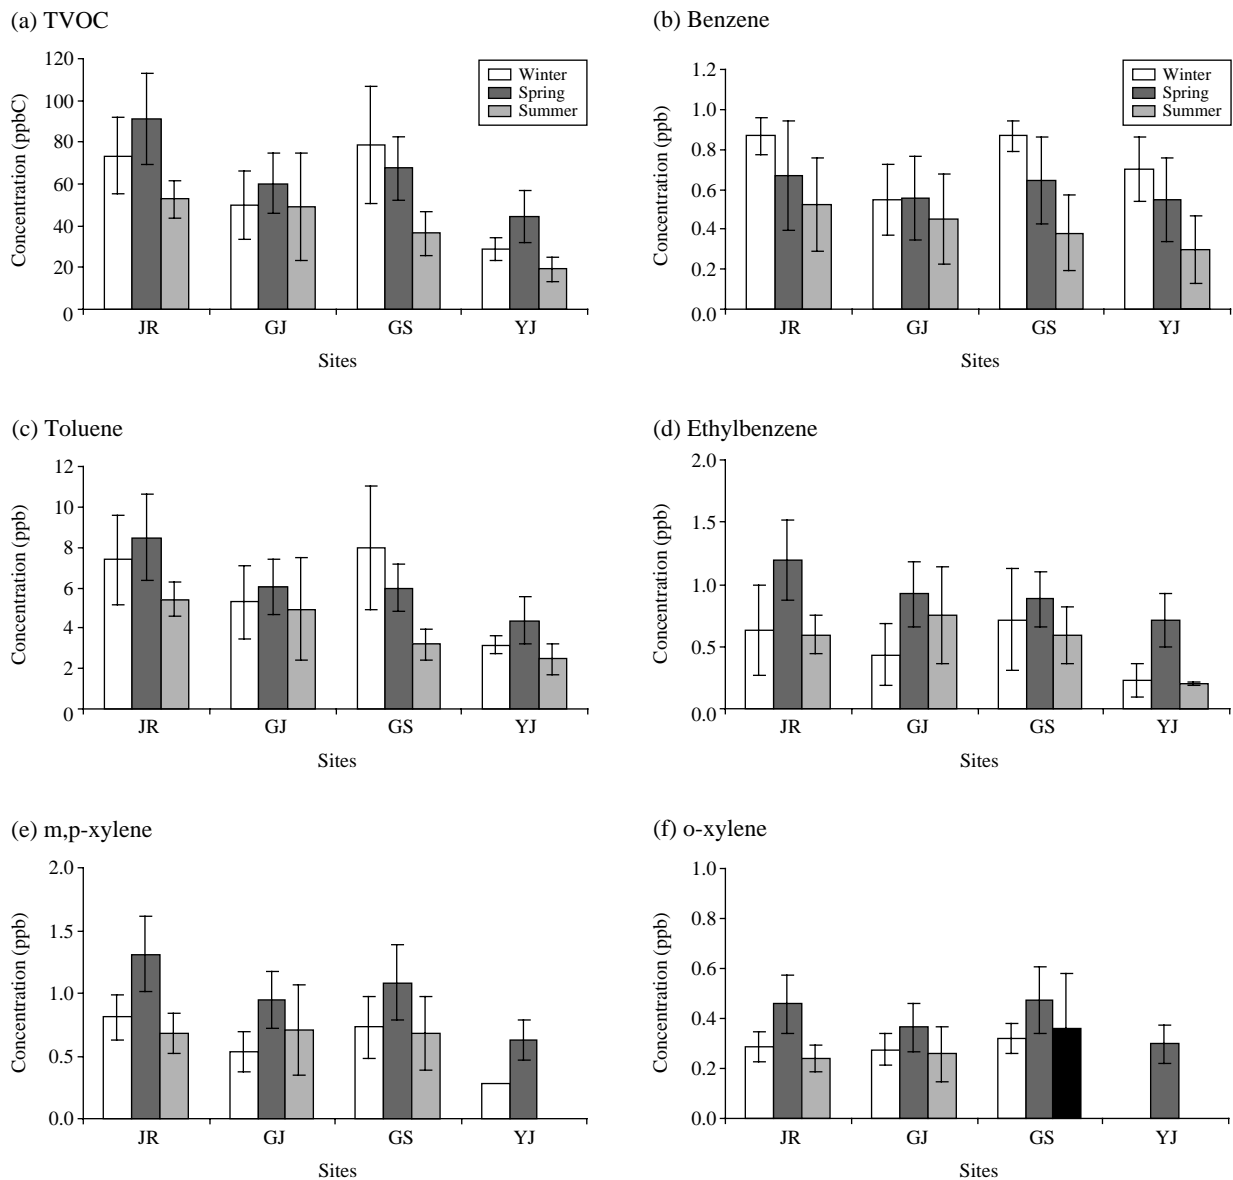 (a) TVOC
Concentration (ppbC)
120
100
80
60
40
20
0
Winter
Spring
Summer
JR GJ GS YJ
Sites
(b) Benzene
Concentration (ppb)
1.2
1.0
0.8
0.6
0.4
0.2
0.0
Winter
Spring
Summer
JR GJ GS YJ
Sites
(c) Toluene
Concentration (ppb)
12
10
8
6
4
2
0
JR GJ GS YJ
Sites
(d) Ethylbenzene
Concentration (ppb)
2.0
1.5
1.0
0.5
0.0
JR GJ GS YJ
Sites
(e) m,p-xylene
Concentration (ppb)
2.0
1.5
1.0
0.5
0.0
JR GJ GS YJ
Sites
(f) o-xylene
Concentration (ppb)
1.0
0.8
0.6
0.4
0.2
0.0
JR GJ GS YJ
Sites